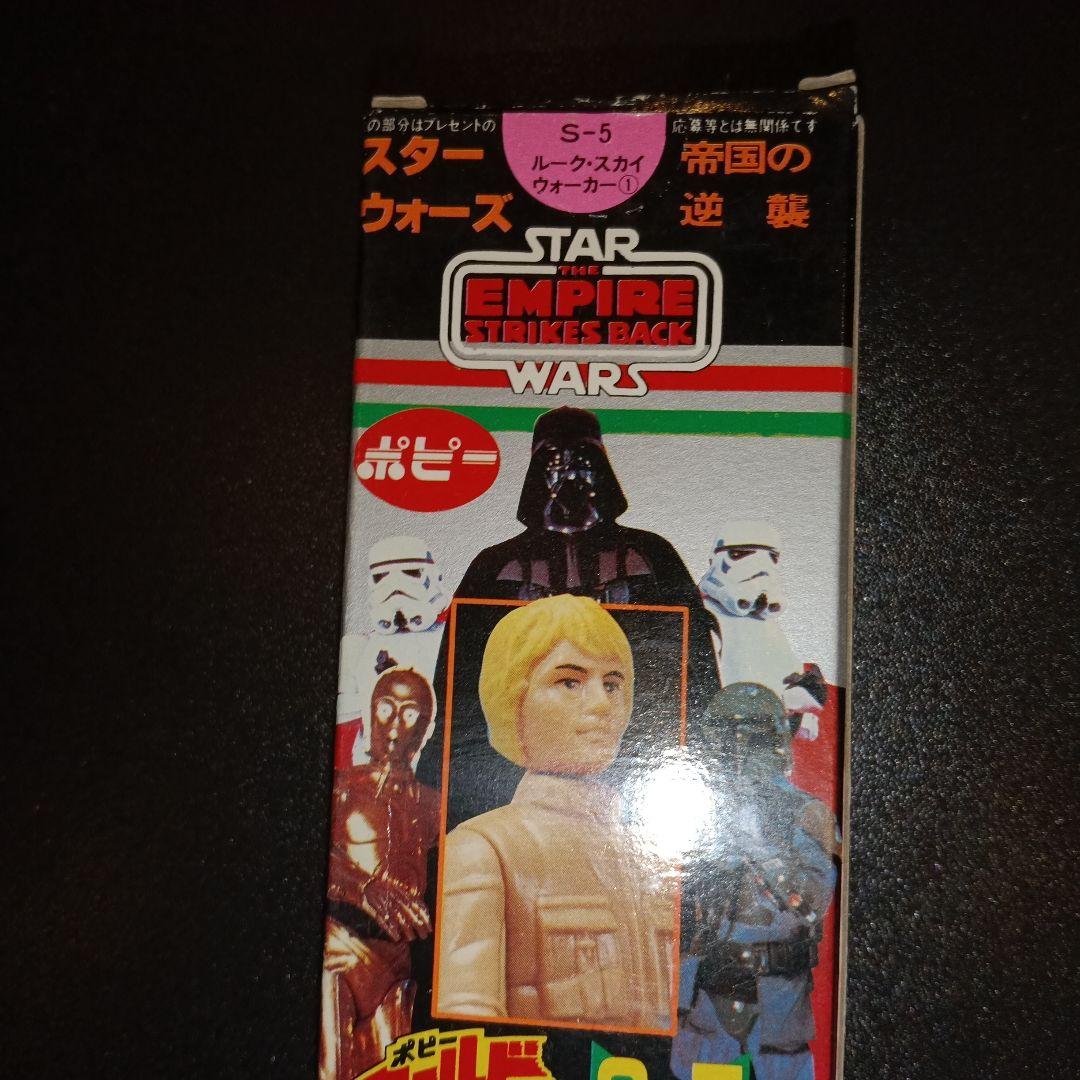 の部分はプレゼントの
応募等とは無関係です
S-5
ルーク・スカイ
ウォーカー①
スター
ウォーズ
帝国の
逆襲
STAR
THE
EMPIRE
STRIKES BACK
WARS
ポピー
ポピー